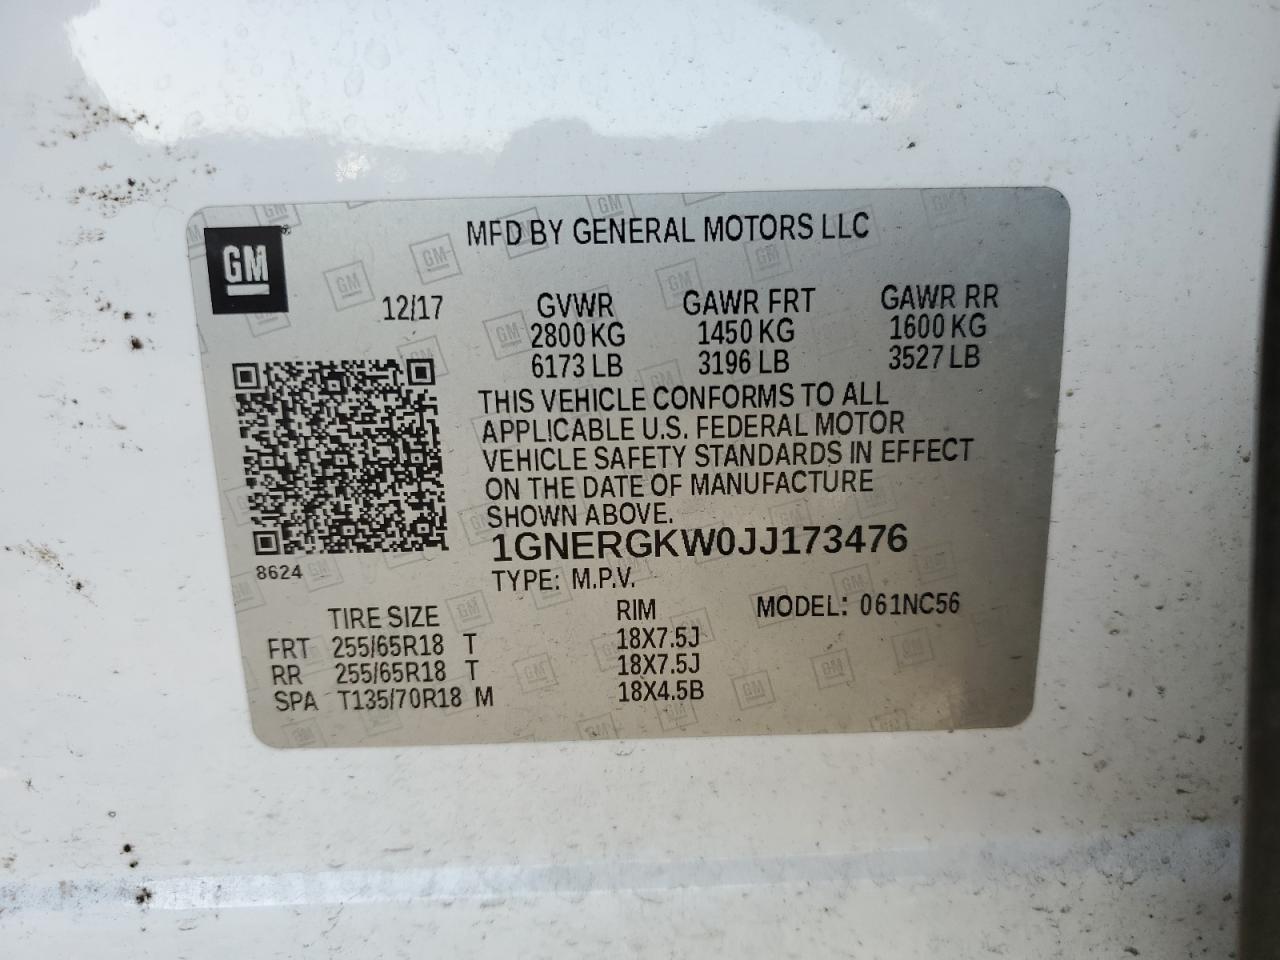 MFD BY GENERAL MOTORS LLC
GM ®
12/17 GVWR GAWR FRT GAWR RR
2800 KG 1450 KG 1600 KG
6173 LB 3196 LB 3527 LB
THIS VEHICLE CONFORMS TO ALL
APPLICABLE U.S. FEDERAL MOTOR
VEHICLE SAFETY STANDARDS IN EFFECT
ON THE DATE OF MANUFACTURE
SHOWN ABOVE.
1GNERGKW0JJ173476
8624
TYPE: M.P.V.
TIRE SIZE RIM MODEL: 061NC56
FRT 255/65R18 T 18X7.5J
RR 255/65R18 T 18X7.5J
SPA T135/70R18 M 18X4.5B